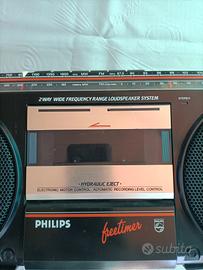 2-WAY WIDE FREQUENCY RANGE LOUDSPEAKER SYSTEM
STEREO
· HYDRAULIC EJECT ·
ELECTRONIC MOTOR CONTROL · AUTOMATIC RECORDING LEVEL CONTROL
PHILIPS freetimer PHILIPS
subito